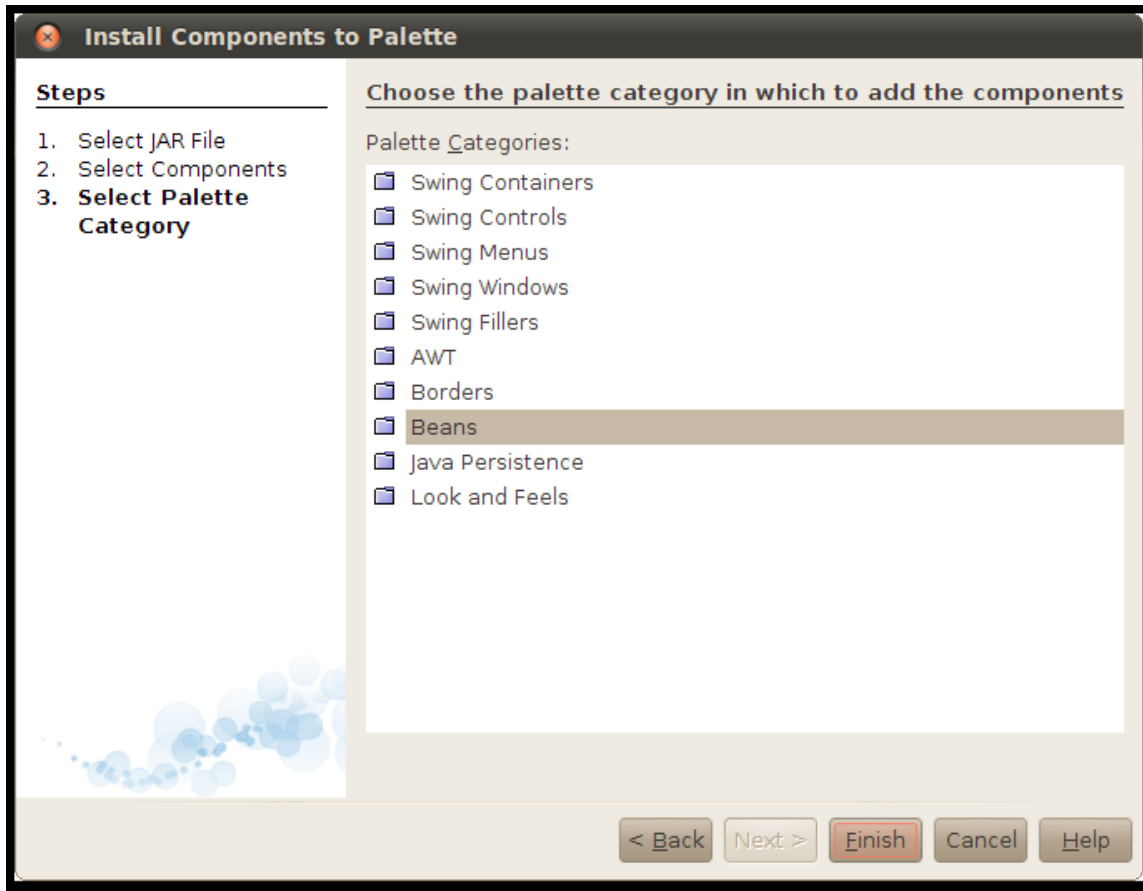 Install Components to Palette
Steps
1. Select JAR File
2. Select Components
3. Select Palette
Category
Choose the palette category in which to add the components
Palette Categories:
Swing Containers
Swing Controls
Swing Menus
Swing Windows
Swing Fillers
AWT
Borders
Beans
Java Persistence
Look and Feels
< Back Next > Finish Cancel Help